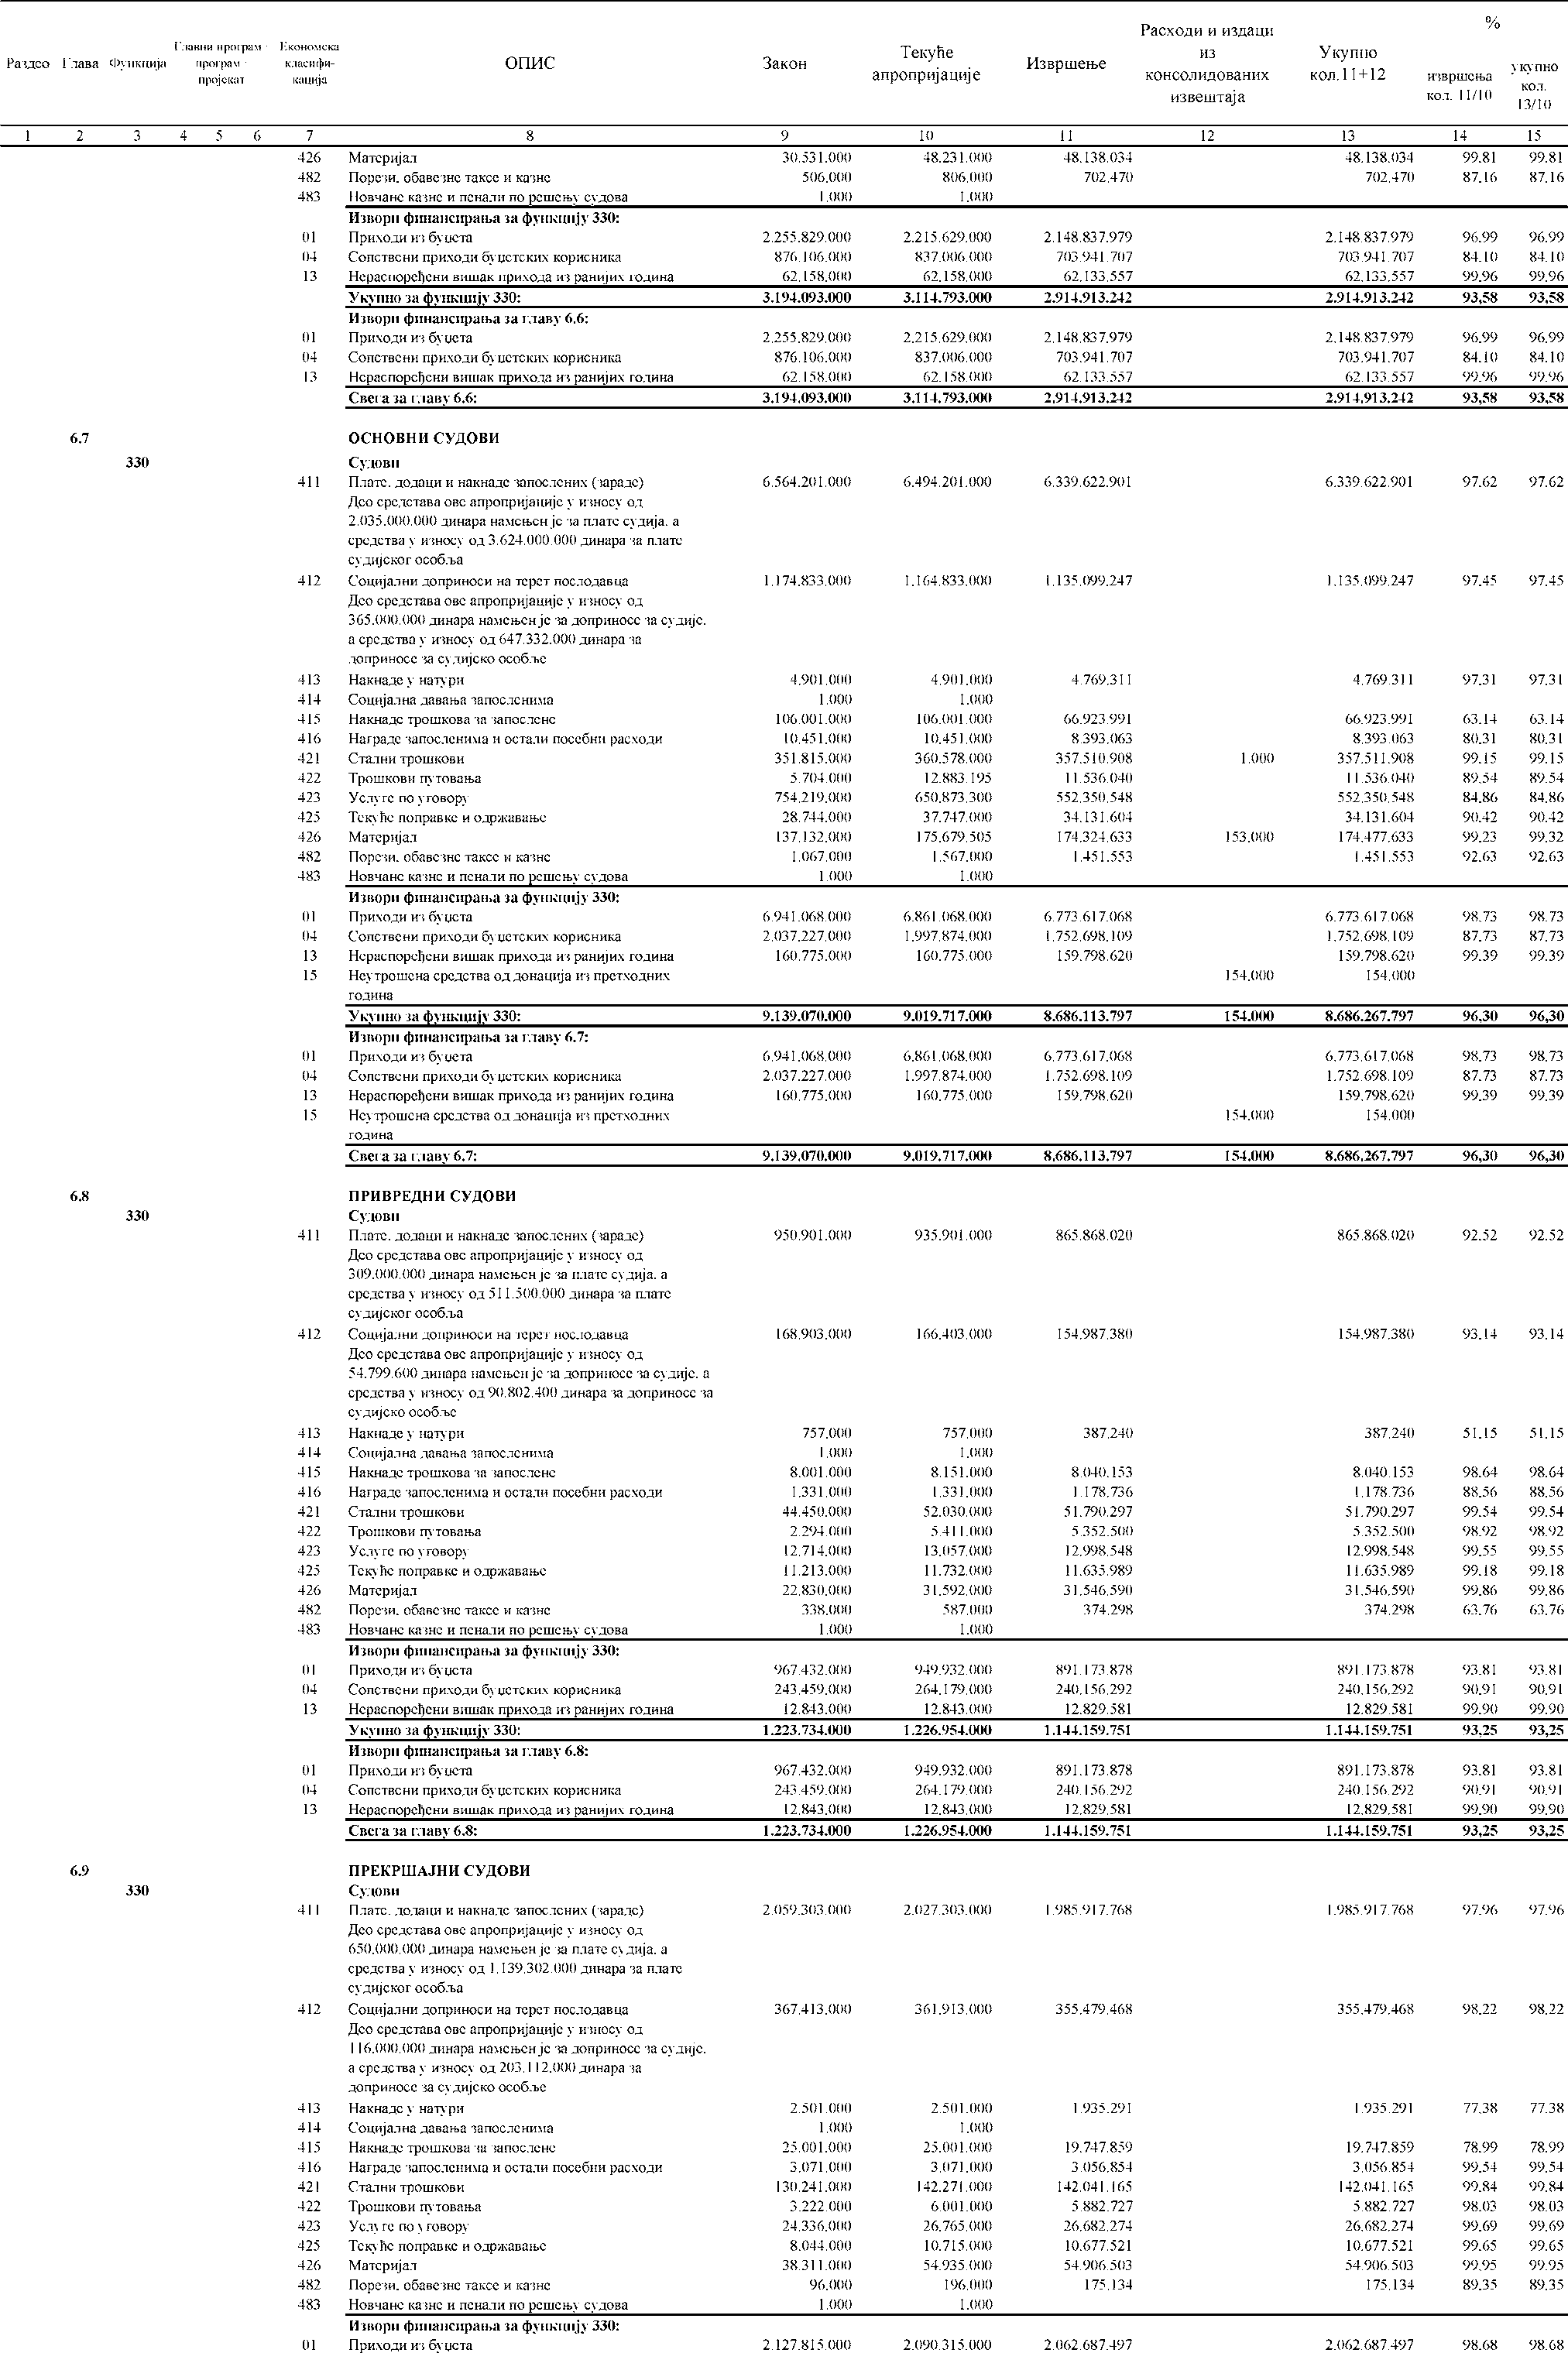 Раздео Глава Функција Главни програм - програм - пројекат Економска класифи-кација ОПИС Закон Текуће апропријације Извршење Расходи и издаци из консолидованих извештаја Укупно кол.11+12 % извршења кол. 11/10 укупно кол. 13/10
1 2 3 4 5 6 7 8 9 10 11 12 13 14 15
426 Материјал 30.531.000 48.231.000 48.138.034 48.138.034 99,81 99,81
482 Порези, обавезне таксе и казне 506.000 806.000 702.470 702.470 87,16 87,16
483 Новчане казне и пенали по решењу судова 1.000 1.000
Извори финансирања за функцију 330:
01 Приходи из буџета 2.255.829.000 2.215.629.000 2.148.837.979 2.148.837.979 96,99 96,99
04 Сопствени приходи буџетских корисника 876.106.000 837.006.000 703.941.707 703.941.707 84,10 84,10
13 Нераспоређени вишак прихода из ранијих година 62.158.000 62.158.000 62.133.557 62.133.557 99,96 99,96
Укупно за функцију 330: 3.194.093.000 3.114.793.000 2.914.913.242 2.914.913.242 93,58 93,58
Извори финансирања за главу 6.6:
01 Приходи из буџета 2.255.829.000 2.215.629.000 2.148.837.979 2.148.837.979 96,99 96,99
04 Сопствени приходи буџетских корисника 876.106.000 837.006.000 703.941.707 703.941.707 84,10 84,10
13 Нераспоређени вишак прихода из ранијих година 62.158.000 62.158.000 62.133.557 62.133.557 99,96 99,96
Свега за главу 6.6: 3.194.093.000 3.114.793.000 2.914.913.242 2.914.913.242 93,58 93,58
6.7 ОСНОВНИ СУДОВИ
330 Судови
411 Плате, додаци и накнаде запослених (зараде) 6.564.201.000 6.494.201.000 6.339.622.901 6.339.622.901 97,62 97,62
Део средстава ове апропријације у износу од
2.035.000.000 динара намењен је за плате судија, а
средства у износу од 3.624.000.000 динара за плате
судијског особља
412 Социјални доприноси на терет послодавца 1.174.833.000 1.164.833.000 1.135.099.247 1.135.099.247 97,45 97,45
Део средстава ове апропријације у износу од
365.000.000 динара намењен је за доприносе за судије,
а средства у износу од 647.332.000 динара за
доприносе за судијско особље
413 Накнаде у натури 4.901.000 4.901.000 4.769.311 4.769.311 97,31 97,31
414 Социјална давања запосленима 1.000 1.000
415 Накнаде трошкова за запослене 106.001.000 106.001.000 66.923.991 66.923.991 63,14 63,14
416 Награде запосленима и остали посебни расходи 10.451.000 10.451.000 8.393.063 8.393.063 80,31 80,31
421 Стални трошкови 351.815.000 360.578.000 357.510.908 1.000 357.511.908 99,15 99,15
422 Трошкови путовања 5.704.000 12.883.195 11.536.040 11.536.040 89,54 89,54
423 Услуге по уговору 754.219.000 650.873.300 552.350.548 552.350.548 84,86 84,86
425 Текуће поправке и одржавање 28.744.000 37.747.000 34.131.604 34.131.604 90,42 90,42
426 Материјал 137.132.000 175.679.505 174.324.633 153.000 174.477.633 99,23 99,32
482 Порези, обавезне таксе и казне 1.067.000 1.567.000 1.451.553 1.451.553 92,63 92,63
483 Новчане казне и пенали по решењу судова 1.000 1.000
Извори финансирања за функцију 330:
01 Приходи из буџета 6.941.068.000 6.861.068.000 6.773.617.068 6.773.617.068 98,73 98,73
04 Сопствени приходи буџетских корисника 2.037.227.000 1.997.874.000 1.752.698.109 1.752.698.109 87,73 87,73
13 Нераспоређени вишак прихода из ранијих година 160.775.000 160.775.000 159.798.620 159.798.620 99,39 99,39
15 Неутрошена средства од донација из претходних 154.000 154.000
година
Укупно за функцију 330: 9.139.070.000 9.019.717.000 8.686.113.797 154.000 8.686.267.797 96,30 96,30
Извори финансирања за главу 6.7:
01 Приходи из буџета 6.941.068.000 6.861.068.000 6.773.617.068 6.773.617.068 98,73 98,73
04 Сопствени приходи буџетских корисника 2.037.227.000 1.997.874.000 1.752.698.109 1.752.698.109 87,73 87,73
13 Нераспоређени вишак прихода из ранијих година 160.775.000 160.775.000 159.798.620 159.798.620 99,39 99,39
15 Неутрошена средства од донација из претходних 154.000 154.000
година
Свега за главу 6.7: 9.139.070.000 9.019.717.000 8.686.113.797 154.000 8.686.267.797 96,30 96,30
6.8 ПРИВРЕДНИ СУДОВИ
330 Судови
411 Плате, додаци и накнаде запослених (зараде) 950.901.000 935.901.000 865.868.020 865.868.020 92,52 92,52
Део средстава ове апропријације у износу од
309.000.000 динара намењен је за плате судија, а
средства у износу од 511.500.000 динара за плате
судијског особља
412 Социјални доприноси на терет послодавца 168.903.000 166.403.000 154.987.380 154.987.380 93,14 93,14
Део средстава ове апропријације у износу од
54.799.600 динара намењен је за доприносе за судије, а
средства у износу од 90.802.400 динара за доприносе за
судијско особље
413 Накнаде у натури 757.000 757.000 387.240 387.240 51,15 51,15
414 Социјална давања запосленима 1.000 1.000
415 Накнаде трошкова за запослене 8.001.000 8.151.000 8.040.153 8.040.153 98,64 98,64
416 Награде запосленима и остали посебни расходи 1.331.000 1.331.000 1.178.736 1.178.736 88,56 88,56
421 Стални трошкови 44.450.000 52.030.000 51.790.297 51.790.297 99,54 99,54
422 Трошкови путовања 2.294.000 5.411.000 5.352.500 5.352.500 98,92 98,92
423 Услуге по уговору 12.714.000 13.057.000 12.998.548 12.998.548 99,55 99,55
425 Текуће поправке и одржавање 11.213.000 11.732.000 11.635.989 11.635.989 99,18 99,18
426 Материјал 22.830.000 31.592.000 31.546.590 31.546.590 99,86 99,86
482 Порези, обавезне таксе и казне 338.000 587.000 374.298 374.298 63,76 63,76
483 Новчане казне и пенали по решењу судова 1.000 1.000
Извори финансирања за функцију 330:
01 Приходи из буџета 967.432.000 949.932.000 891.173.878 891.173.878 93,81 93,81
04 Сопствени приходи буџетских корисника 243.459.000 264.179.000 240.156.292 240.156.292 90,91 90,91
13 Нераспоређени вишак прихода из ранијих година 12.843.000 12.843.000 12.829.581 12.829.581 99,90 99,90
Укупно за функцију 330: 1.223.734.000 1.226.954.000 1.144.159.751 1.144.159.751 93,25 93,25
Извори финансирања за главу 6.8:
01 Приходи из буџета 967.432.000 949.932.000 891.173.878 891.173.878 93,81 93,81
04 Сопствени приходи буџетских корисника 243.459.000 264.179.000 240.156.292 240.156.292 90,91 90,91
13 Нераспоређени вишак прихода из ранијих година 12.843.000 12.843.000 12.829.581 12.829.581 99,90 99,90
Свега за главу 6.8: 1.223.734.000 1.226.954.000 1.144.159.751 1.144.159.751 93,25 93,25
6.9 ПРЕКРШАЈНИ СУДОВИ
330 Судови
411 Плате, додаци и накнаде запослених (зараде) 2.059.303.000 2.027.303.000 1.985.917.768 1.985.917.768 97,96 97,96
Део средстава ове апропријације у износу од
650.000.000 динара намењен је за плате судија, а
средства у износу од 1.139.302.000 динара за плате
судијског особља
412 Социјални доприноси на терет послодавца 367.413.000 361.913.000 355.479.468 355.479.468 98,22 98,22
Део средстава ове апропријације у износу од
116.000.000 динара намењен је за доприносе за судије,
а средства у износу од 203.112.000 динара за
доприносе за судијско особље
413 Накнаде у натури 2.501.000 2.501.000 1.935.291 1.935.291 77,38 77,38
414 Социјална давања запосленима 1.000 1.000
415 Накнаде трошкова за запослене 25.001.000 25.001.000 19.747.859 19.747.859 78,99 78,99
416 Награде запосленима и остали посебни расходи 3.071.000 3.071.000 3.056.854 3.056.854 99,54 99,54
421 Стални трошкови 130.241.000 142.271.000 142.041.165 142.041.165 99,84 99,84
422 Трошкови путовања 3.222.000 6.001.000 5.882.727 5.882.727 98,03 98,03
423 Услуге по уговору 24.336.000 26.765.000 26.682.274 26.682.274 99,69 99,69
425 Текуће поправке и одржавање 8.044.000 10.715.000 10.677.521 10.677.521 99,65 99,65
426 Материјал 38.311.000 54.935.000 54.906.503 54.906.503 99,95 99,95
482 Порези, обавезне таксе и казне 96.000 196.000 175.134 175.134 89,35 89,35
483 Новчане казне и пенали по решењу судова 1.000 1.000
Извори финансирања за функцију 330:
01 Приходи из буџета 2.127.815.000 2.090.315.000 2.062.687.497 2.062.687.497 98,68 98,68